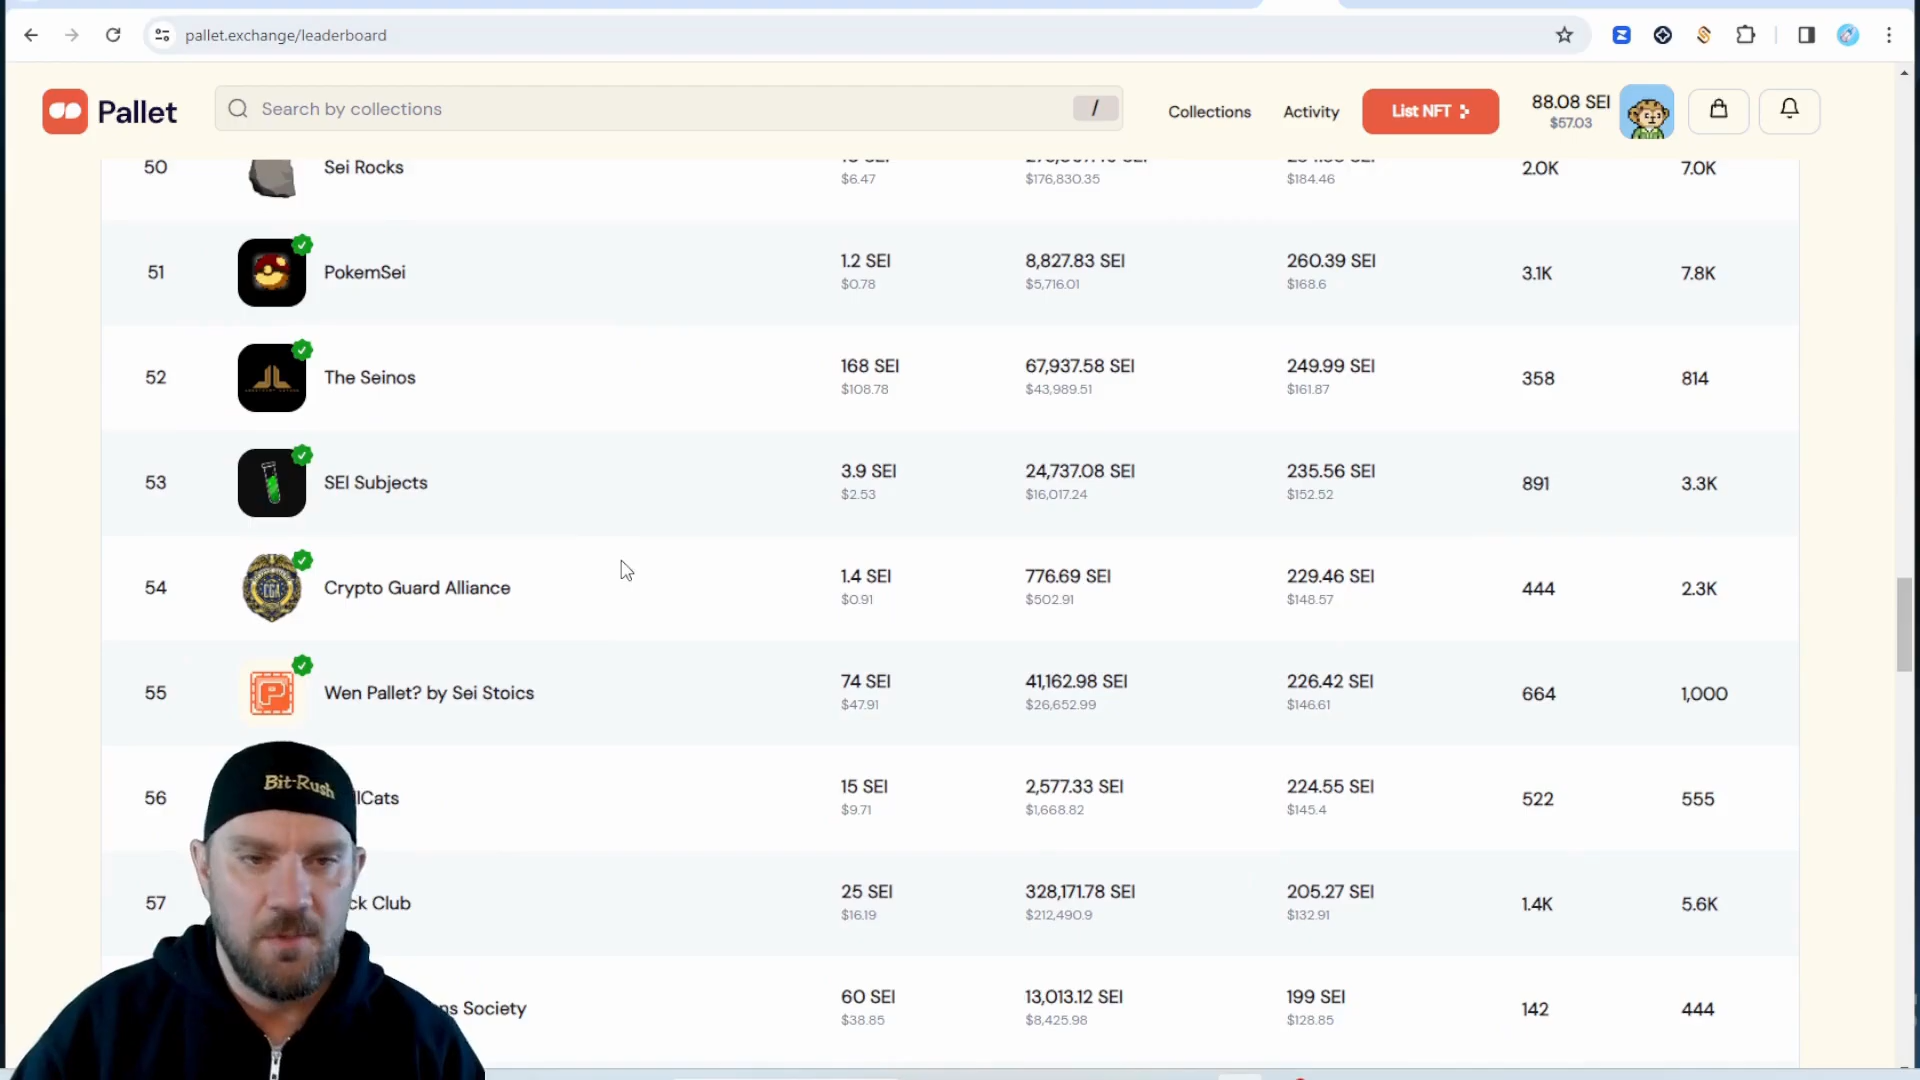 pallet.exchange/leaderboard
Pallet
Search by collections
/
Collections
Activity
List NFT
88.08 SEI
$57.03
50 Sei Rocks 2.0K 7.0K
$6.47 $176,830.35 $184.46
51 PokemSei 1.2 SEI 8,827.83 SEI 260.39 SEI 3.1K 7.8K
$0.78 $5,716.01 $168.6
52 The Seinos 168 SEI 67,937.58 SEI 249.99 SEI 358 814
$108.78 $43,989.51 $161.87
53 SEI Subjects 3.9 SEI 24,737.08 SEI 235.56 SEI 891 3.3K
$2.53 $16,017.24 $152.52
54 CGA Crypto Guard Alliance 1.4 SEI 776.69 SEI 229.46 SEI 444 2.3K
$0.91 $502.91 $148.57
55 P Wen Pallet? by Sei Stoics 74 SEI 41,162.98 SEI 226.42 SEI 664 1,000
$47.91 $26,652.99 $146.61
56 llCats 15 SEI 2,577.33 SEI 224.55 SEI 522 555
$9.71 $1,668.82 $145.4
57 ck Club 25 SEI 328,171.78 SEI 205.27 SEI 1.4K 5.6K
$16.19 $212,490.9 $132.91
ns Society 60 SEI 13,013.12 SEI 199 SEI 142 444
$38.85 $8,425.98 $128.85
Bit-Rush